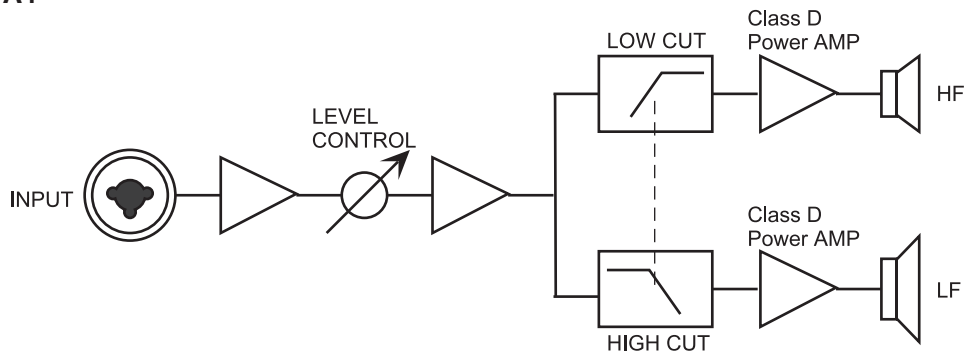 LOW CUT
Class D
Power AMP
HF
LEVEL
CONTROL
INPUT
Class D
Power AMP
LF
HIGH CUT